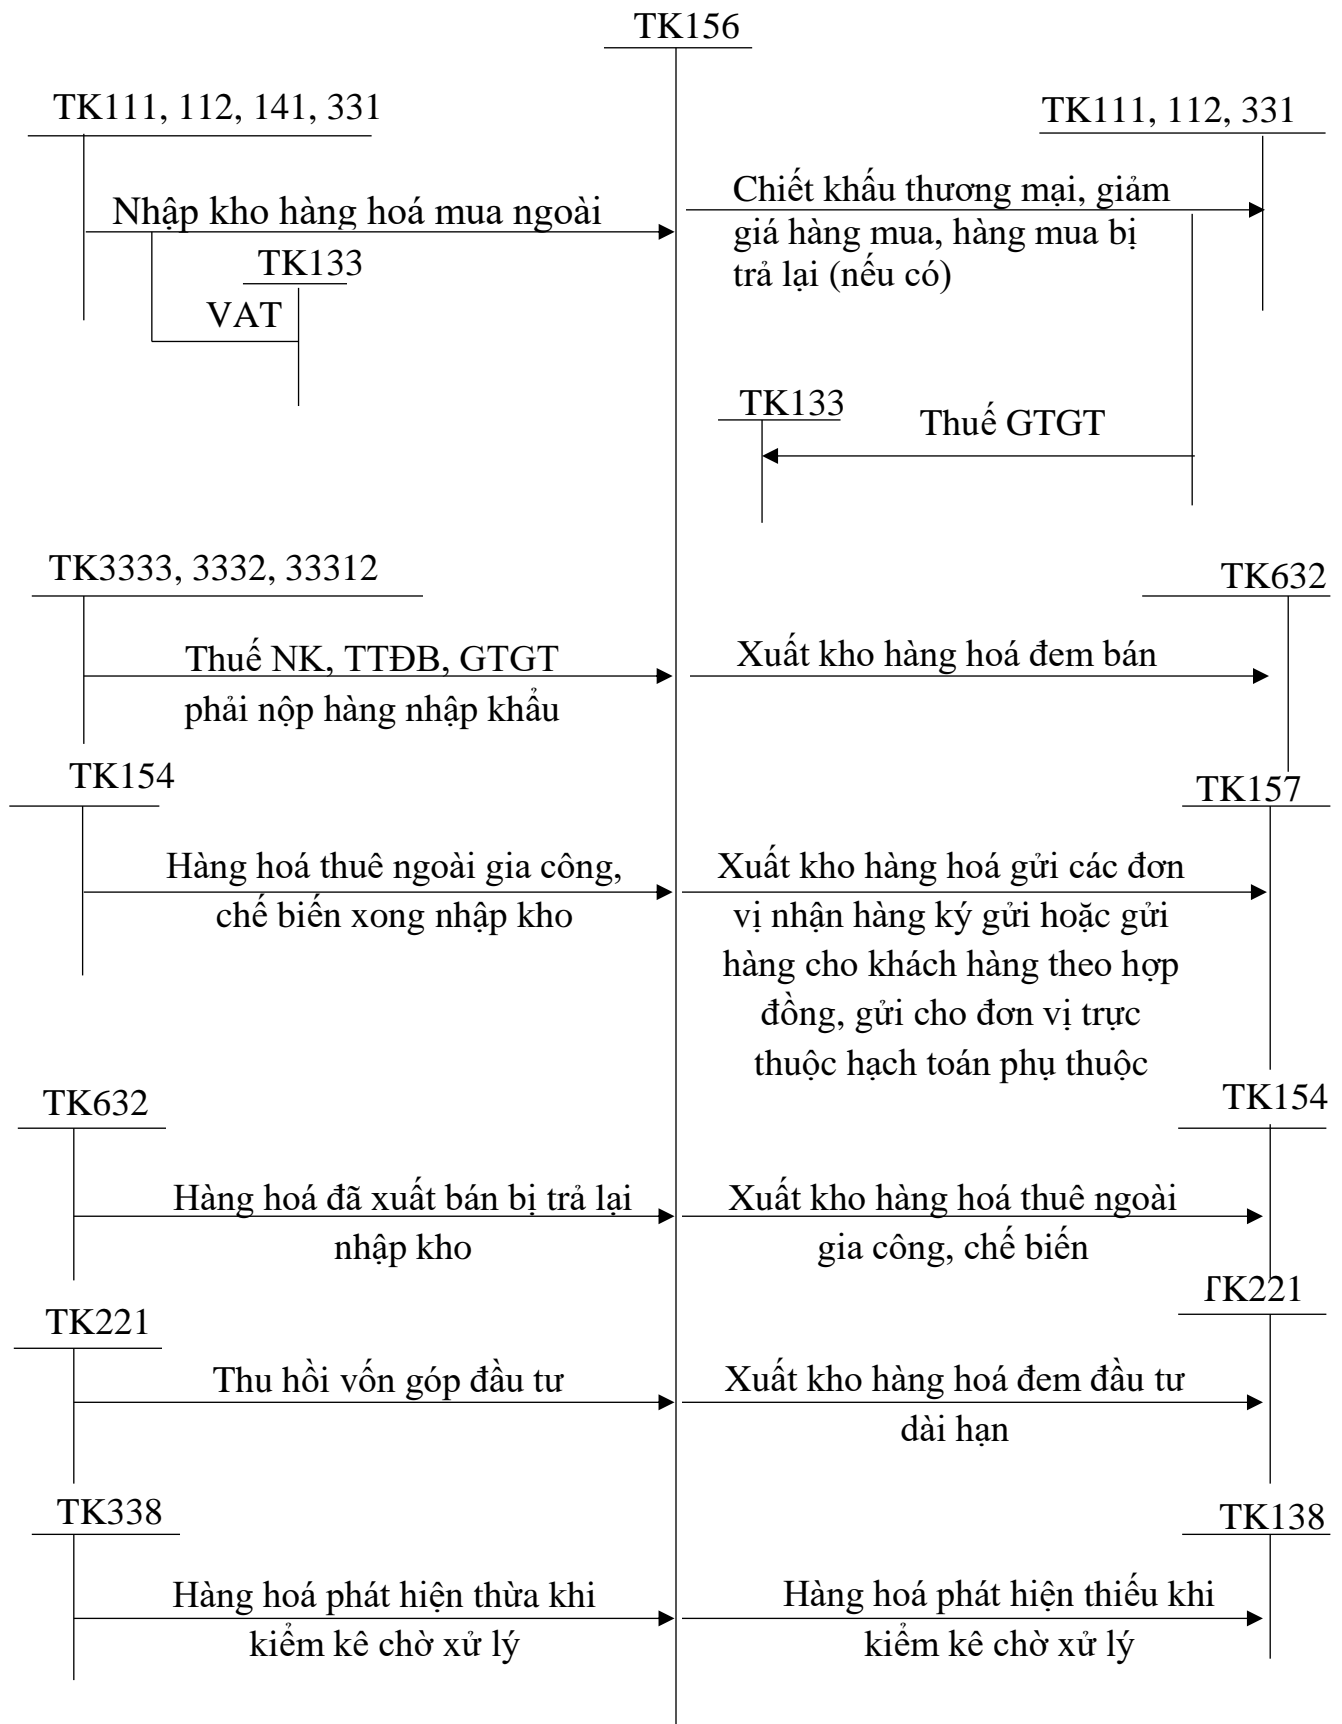 TK156
TK111, 112, 141, 331
TK111, 112, 331
Nhập kho hàng hoá mua ngoài
Chiết khấu thương mại, giảm
giá hàng mua, hàng mua bị
trả lại (nếu có)
TK133
VAT
TK133
Thuế GTGT
TK3333, 3332, 33312
TK632
Thuế NK, TTĐB, GTGT
phải nộp hàng nhập khẩu
Xuất kho hàng hoá đem bán
TK154
TK157
Hàng hoá thuê ngoài gia công,
chế biến xong nhập kho
Xuất kho hàng hoá gửi các đơn
vị nhận hàng ký gửi hoặc gửi
hàng cho khách hàng theo hợp
đồng, gửi cho đơn vị trực
thuộc hạch toán phụ thuộc
TK632
TK154
Hàng hoá đã xuất bán bị trả lại
nhập kho
Xuất kho hàng hoá thuê ngoài
gia công, chế biến
TK221
TK221
Thu hồi vốn góp đầu tư
Xuất kho hàng hoá đem đầu tư
dài hạn
TK338
TK138
Hàng hoá phát hiện thừa khi
kiểm kê chờ xử lý
Hàng hoá phát hiện thiếu khi
kiểm kê chờ xử lý